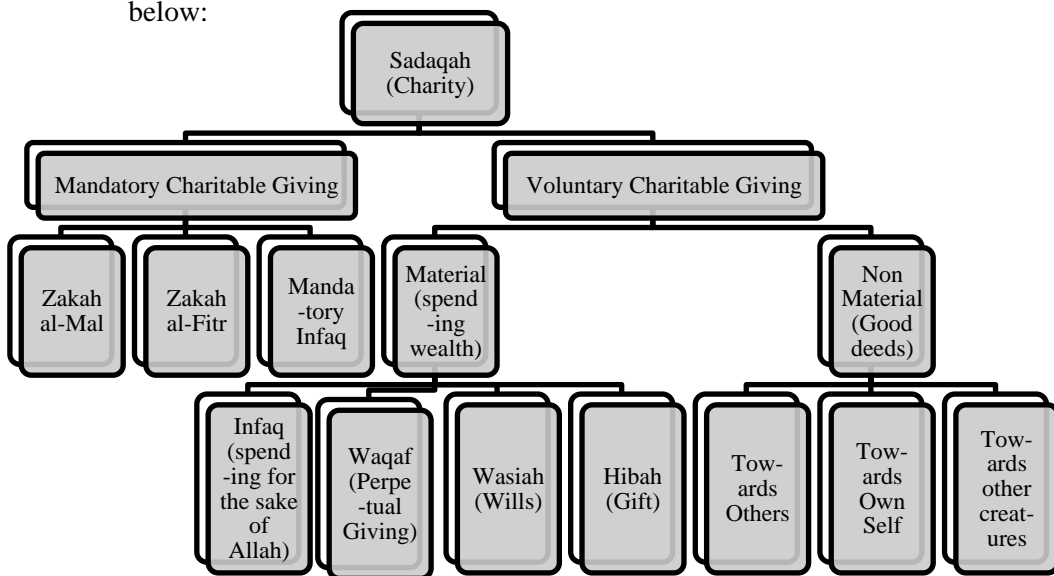 below:
Sadaqah
(Charity)
Mandatory Charitable Giving
Voluntary Charitable Giving
Zakah
al-Mal
Zakah
al-Fitr
Manda
-tory
Infaq
Material
(spend
-ing
wealth)
Non
Material
(Good
deeds)
Infaq
(spend
-ing for
the sake
of
Allah)
Waqaf
(Perpe
-tual
Giving)
Wasiah
(Wills)
Hibah
(Gift)
Tow-
ards
Others
Tow-
ards
Own
Self
Tow-
ards
other
creat-
ures